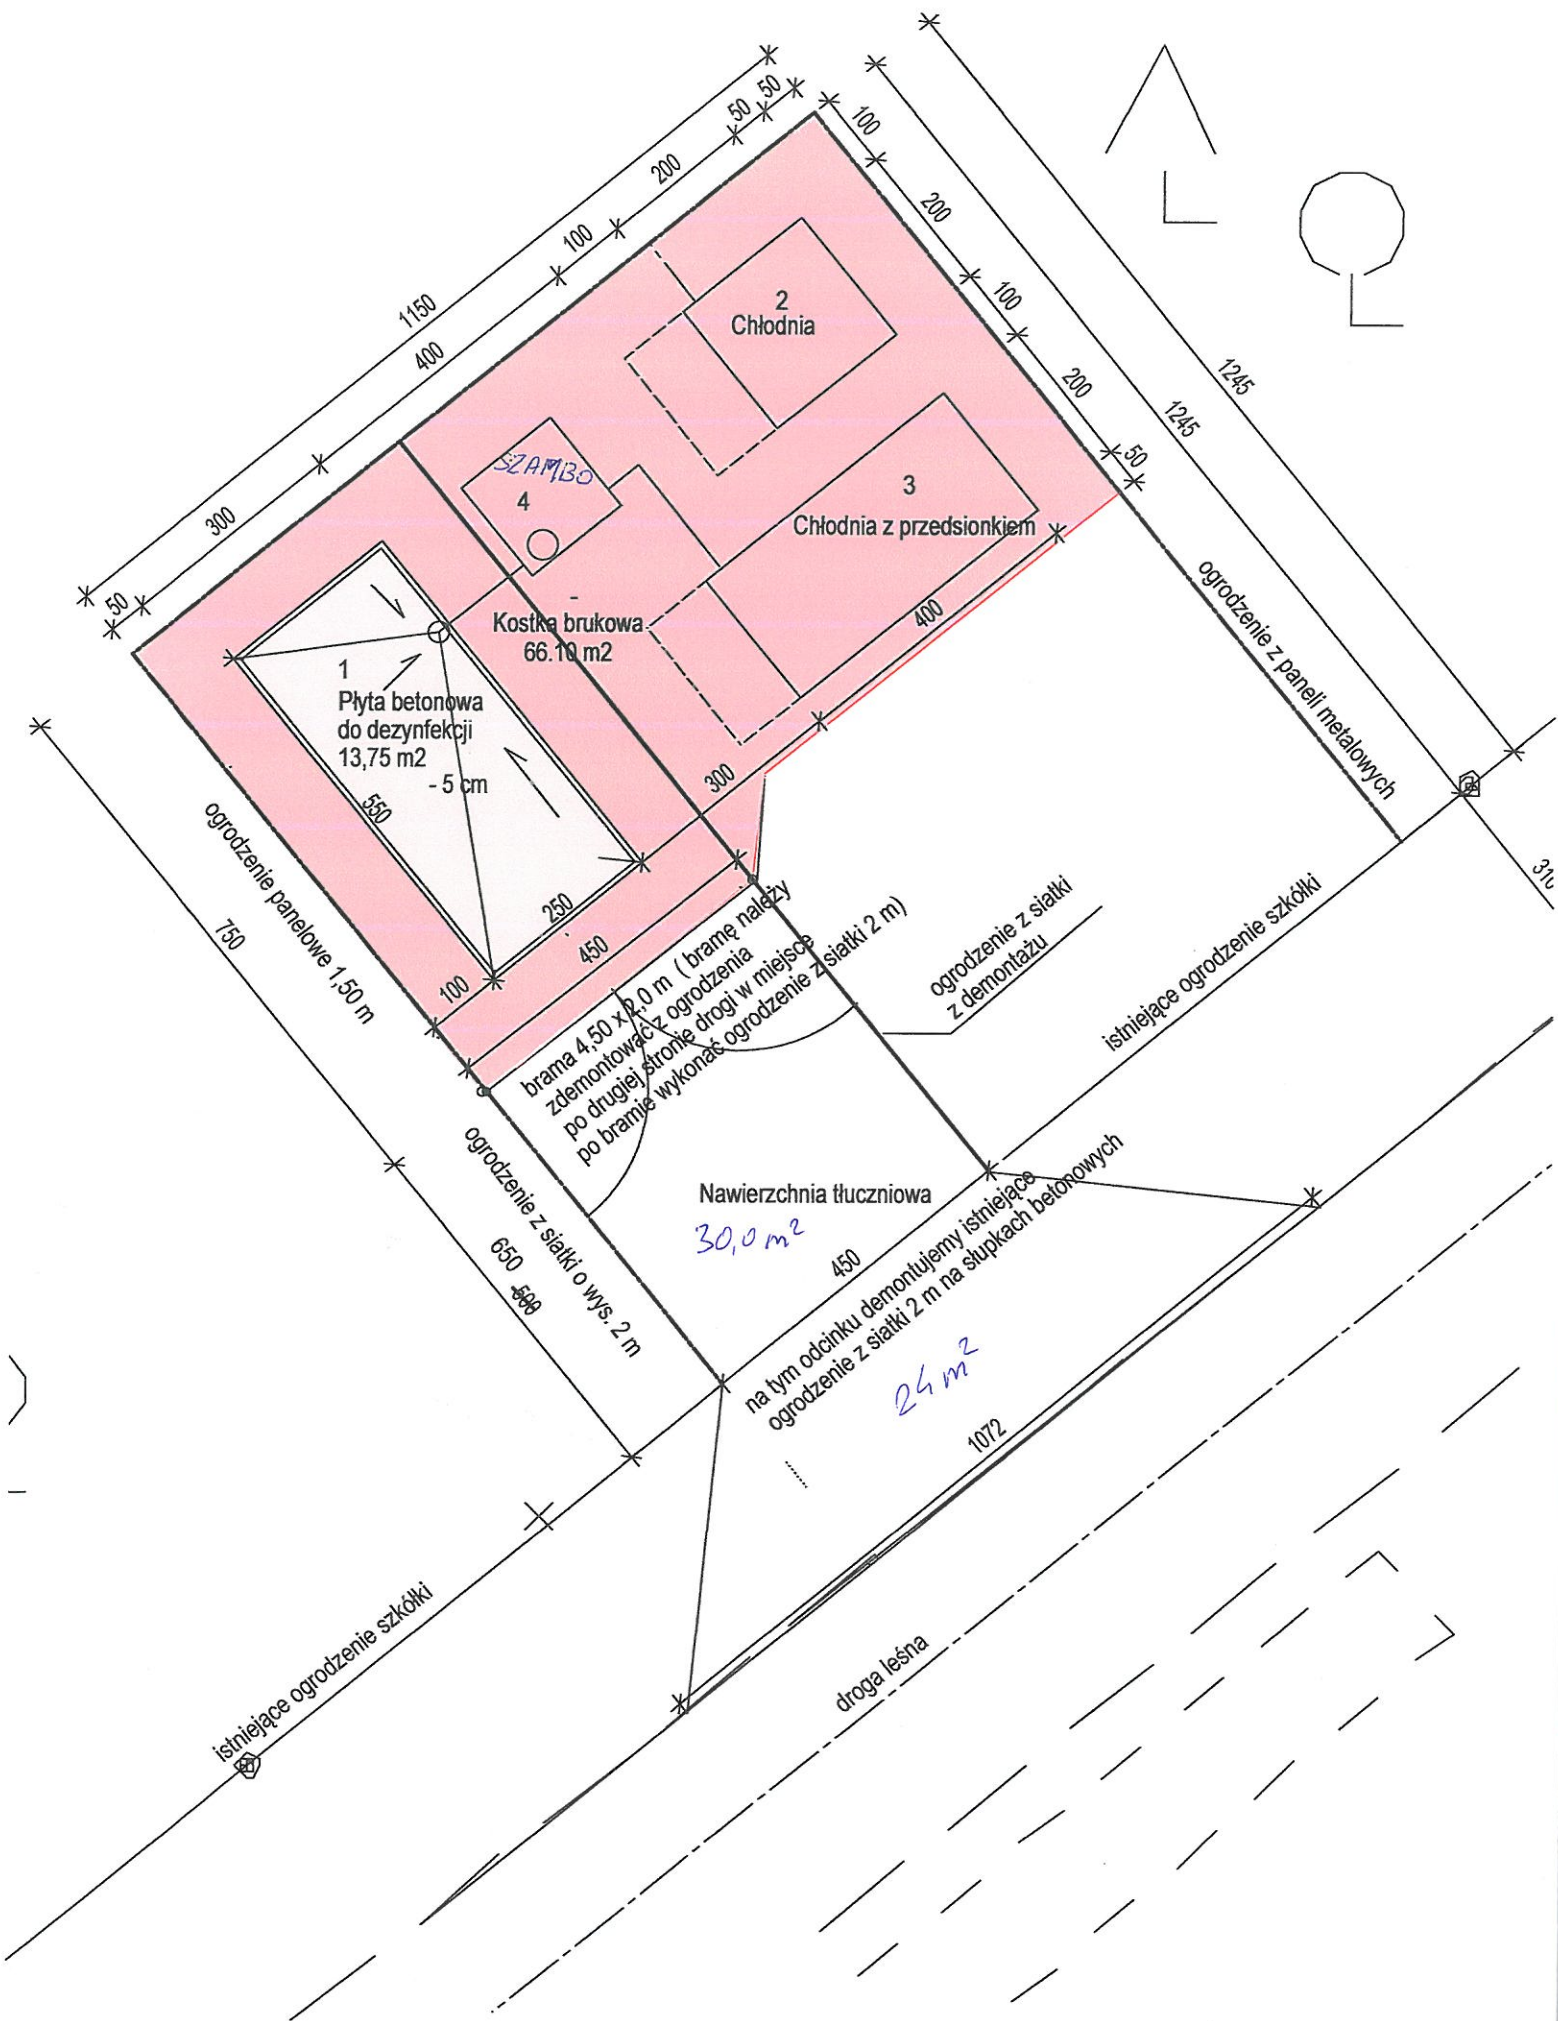 50
50
200
100
1150
400
300
50
100
200
100
200
50
1245
1245
2
Chłodnia
SZAMBO
4
3
Chłodnia z przedsionkiem
-
Kostka brukowa
66.10 m2
400
300
1
Płyta betonowa
do dezynfekcji
13,75 m2
- 5 cm
550
250
450
100
ogrodzenie z paneli metalowych
ogrodzenie panelowe 1,50 m
750
brama 4,50 x 2,0 m ( bramę należy
zdemontować z ogrodzenia
po drugiej stronie drogi w miejsce
po bramie wykonać ogrodzenie z siatki 2 m)
ogrodzenie z siatki
z demontażu
istniejące ogrodzenie szkółki
310
ogrodzenie z siatki o wys. 2 m
650
500
Nawierzchnia tłuczniowa
30,0 m²
450
na tym odcinku demontujemy istniejące
ogrodzenie z siatki 2 m na słupkach betonowych
24 m²
1072
istniejące ogrodzenie szkółki
droga leśna